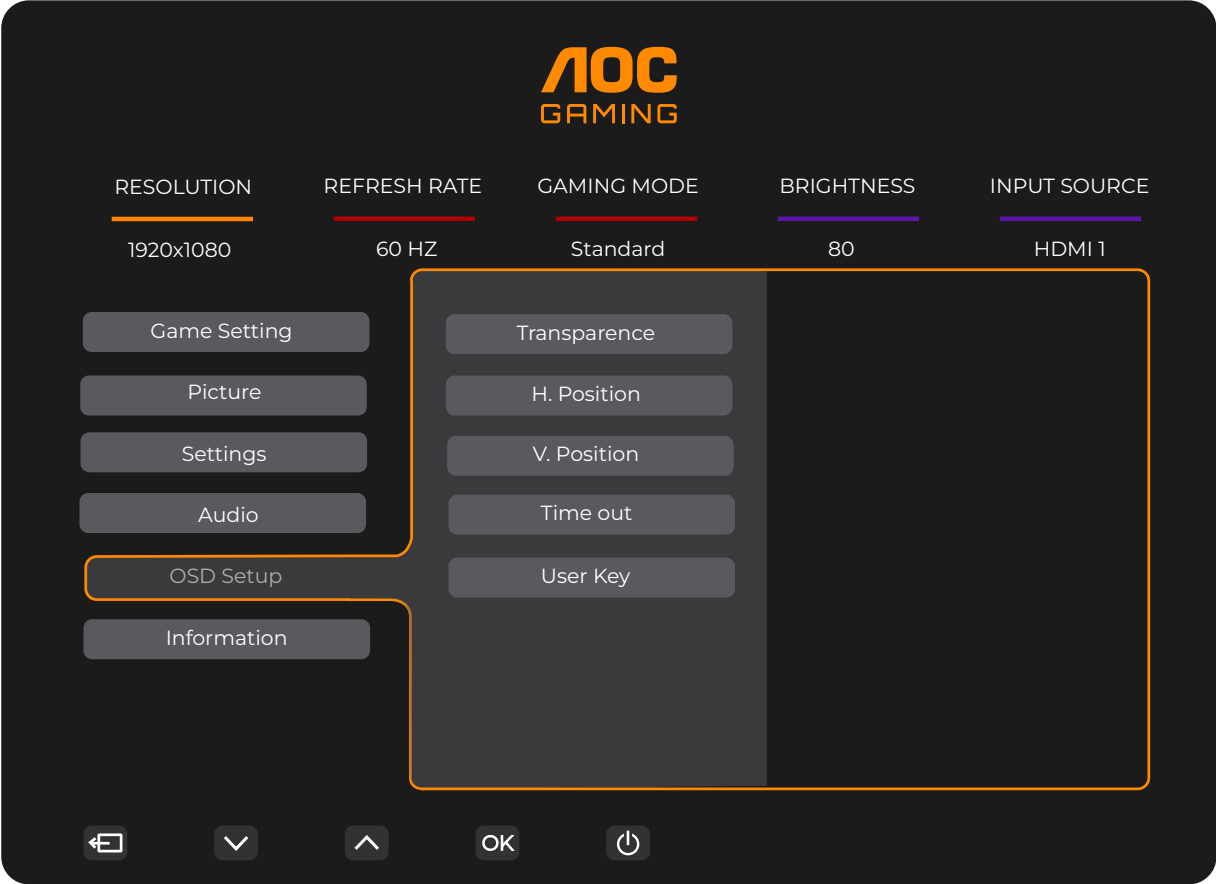 AOC
GAMING
RESOLUTION REFRESH RATE GAMING MODE BRIGHTNESS INPUT SOURCE
1920x1080 60 HZ Standard 80 HDMI 1
Game Setting
Picture
Settings
Audio
OSD Setup
Information
Transparence
H. Position
V. Position
Time out
User Key
OK